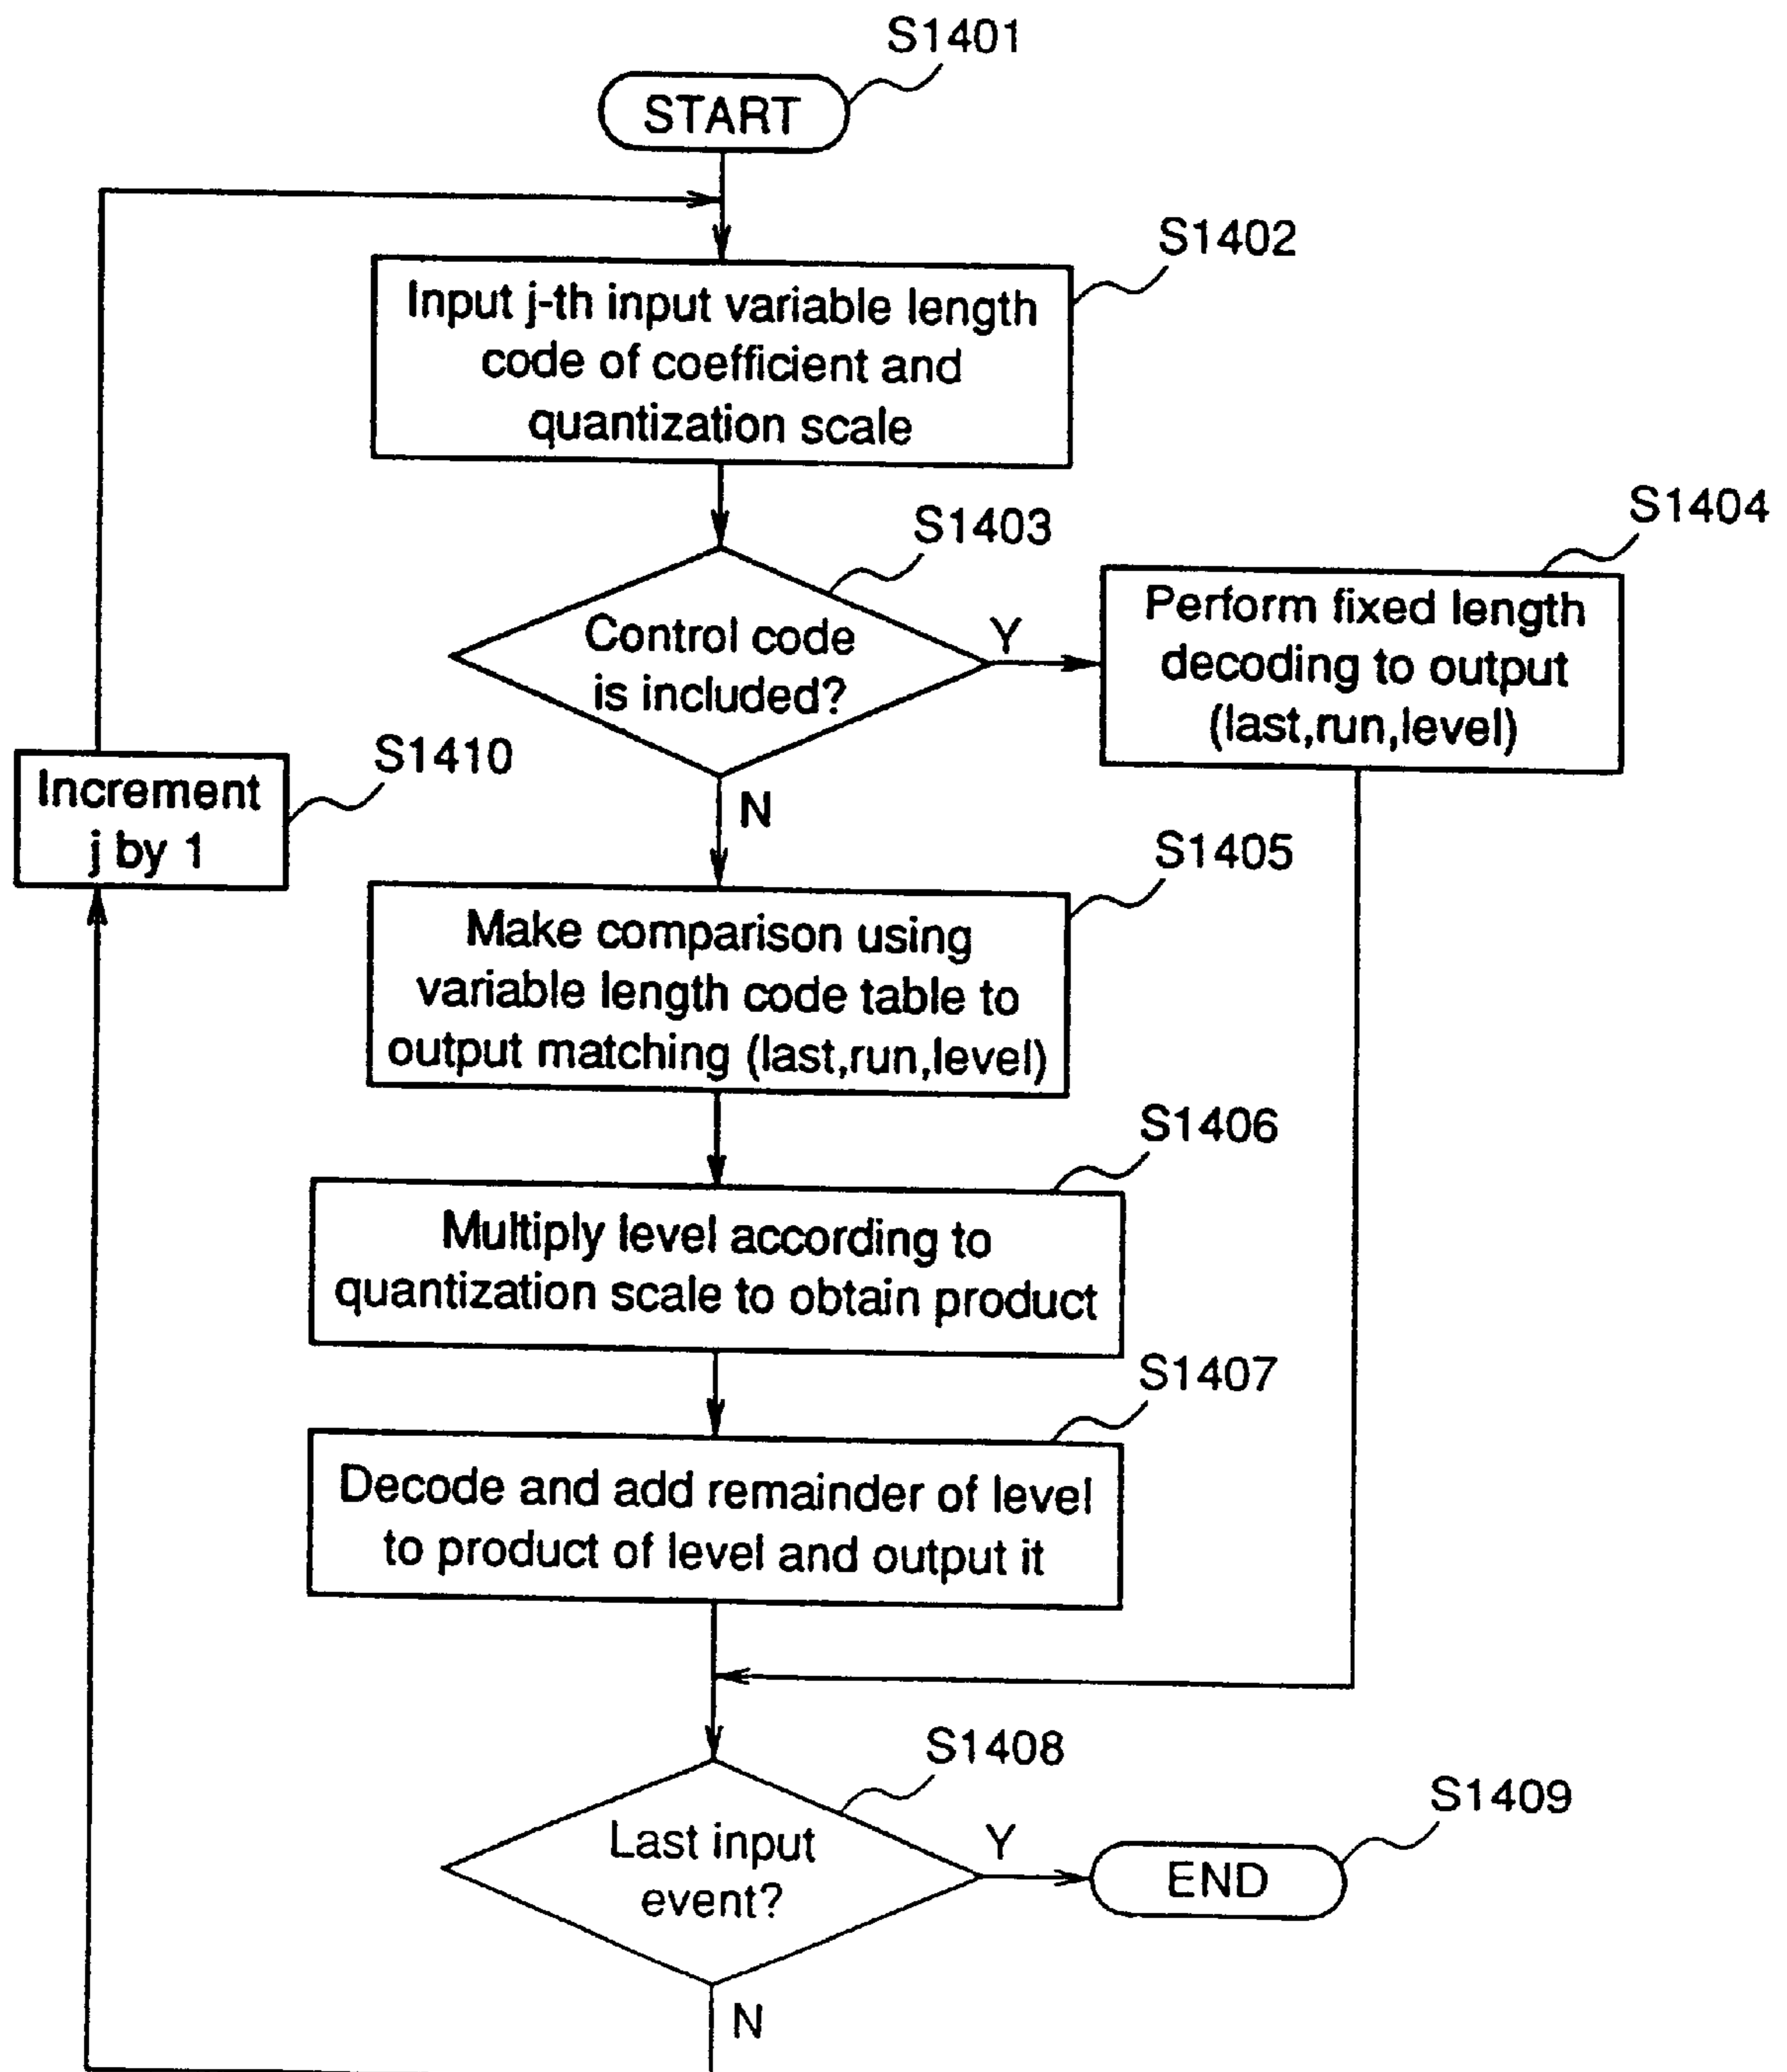 S1401
START
S1402
Input j-th input variable length
code of coefficient and
quantization scale
S1403
Control code
is included?
Y
S1404
Perform fixed length
decoding to output
(last,run,level)
S1410
Increment
j by 1
N
S1405
Make comparison using
variable length code table to
output matching (last,run,level)
S1406
Multiply level according to
quantization scale to obtain product
S1407
Decode and add remainder of level
to product of level and output it
S1408
Last input
event?
Y
S1409
END
N